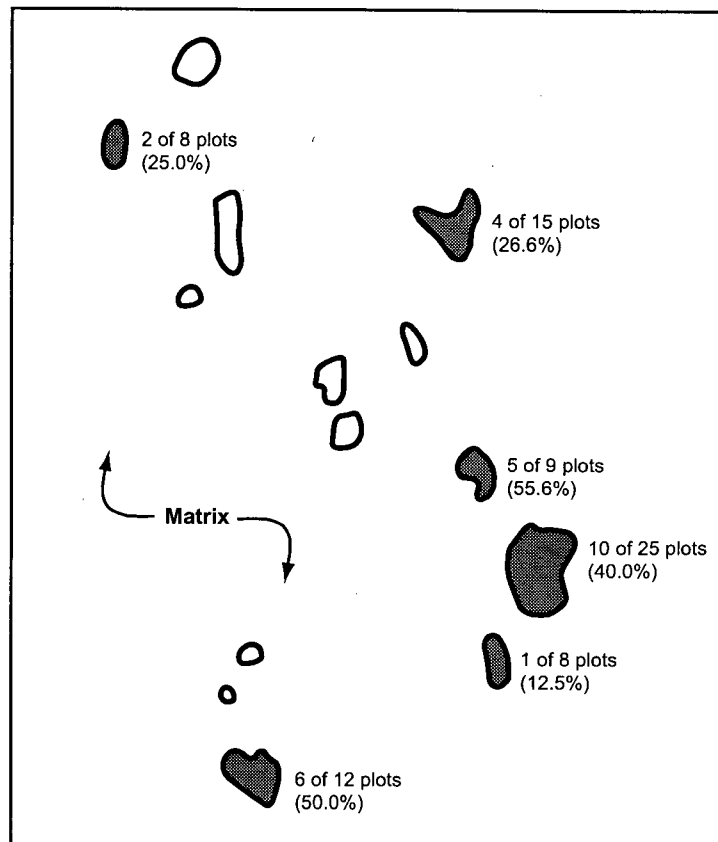 2 of 8 plots
(25.0%)
4 of 15 plots
(26.6%)
5 of 9 plots
(55.6%)
Matrix
10 of 25 plots
(40.0%)
1 of 8 plots
(12.5%)
6 of 12 plots
(50.0%)